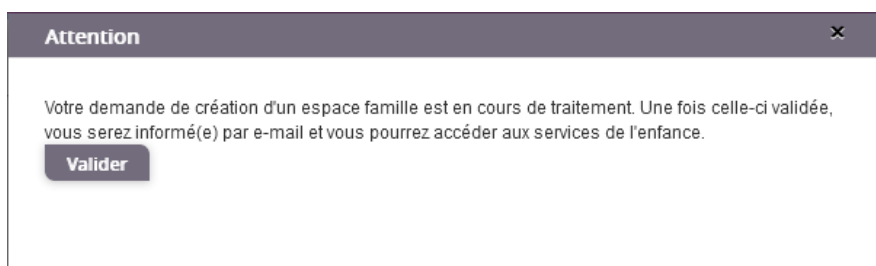 Attention
Votre demande de création d'un espace famille est en cours de traitement. Une fois celle-ci validée,
vous serez informé(e) par e-mail et vous pourrez accéder aux services de l'enfance.
Valider